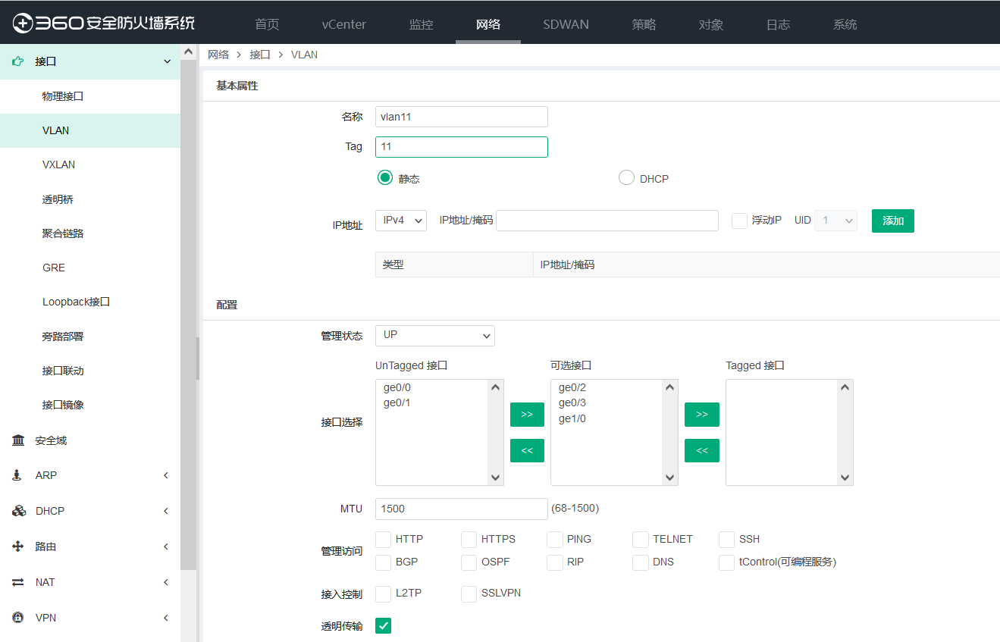 360安全防火墙系统 首页 vCenter 监控 网络 SDWAN 策略 对象 日志 系统
接口
物理接口
VLAN
VXLAN
透明桥
聚合链路
GRE
Loopback接口
旁路部署
接口联动
接口镜像
安全域
ARP
DHCP
路由
NAT
VPN
网络 > 接口 > VLAN
基本属性
名称 vlan11
Tag 11
静态 DHCP
IP地址 IPv4 IP地址/掩码 浮动IP UID 1 添加
类型 IP地址/掩码
配置
管理状态 UP
UnTagged 接口 可选接口 Tagged 接口
接口选择
ge0/0
ge0/1
>>
<<
ge0/2
ge0/3
ge1/0
>>
<<
MTU 1500 (68-1500)
管理访问
HTTP HTTPS PING TELNET SSH
BGP OSPF RIP DNS tControl(可编程服务)
接入控制 L2TP SSLVPN
透明传输